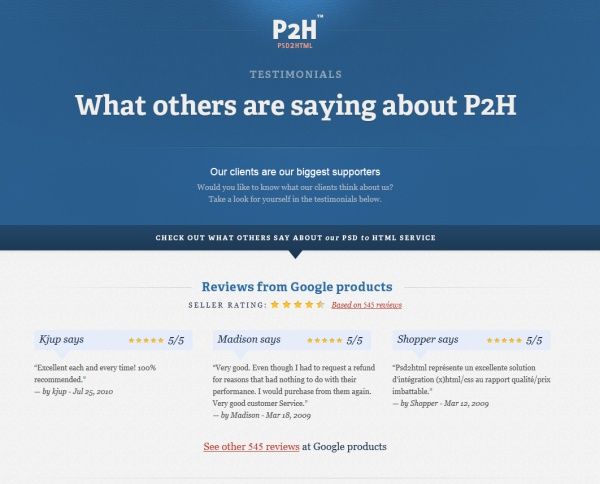 P2H™
PSD2HTML
TESTIMONIALS
What others are saying about P2H
Our clients are our biggest supporters
Would you like to know what our clients think about us?
Take a look for yourself in the testimonials below.
CHECK OUT WHAT OTHERS SAY ABOUT our PSD to HTML SERVICE
Reviews from Google products
SELLER RATING: Based on 545 reviews
Kjup says 5/5
“Excellent each and every time! 100%
recommended.”
— by kjup - Jul 25, 2010
Madison says 5/5
“Very good. Even though I had to request a refund
for reasons that had nothing to do with their
performance. I would purchase from them again.
Very good customer Service.”
— by Madison - Mar 18, 2009
Shopper says 5/5
“Psd2html représente un excellente solution
d'intégration (x)html/css au rapport qualité/prix
imbattable.”
— by Shopper - Mar 12, 2009
See other 545 reviews at Google products